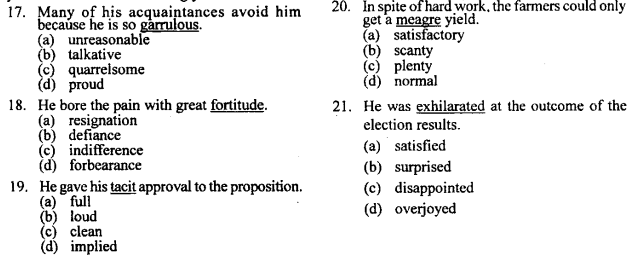 17. Many of his acquaintances avoid him
because he is so garrulous.
(a) unreasonable
(b) talkative
(c) quarrelsome
(d) proud
18. He bore the pain with great fortitude.
(a) resignation
(b) defiance
(c) indifference
(d) forbearance
19. He gave his tacit approval to the proposition.
(a) full
(b) loud
(c) clean
(d) implied
20. In spite of hard work, the farmers could only
get a meagre yield.
(a) satisfactory
(b) scanty
(c) plenty
(d) normal
21. He was exhilarated at the outcome of the
election results.
(a) satisfied
(b) surprised
(c) disappointed
(d) overjoyed